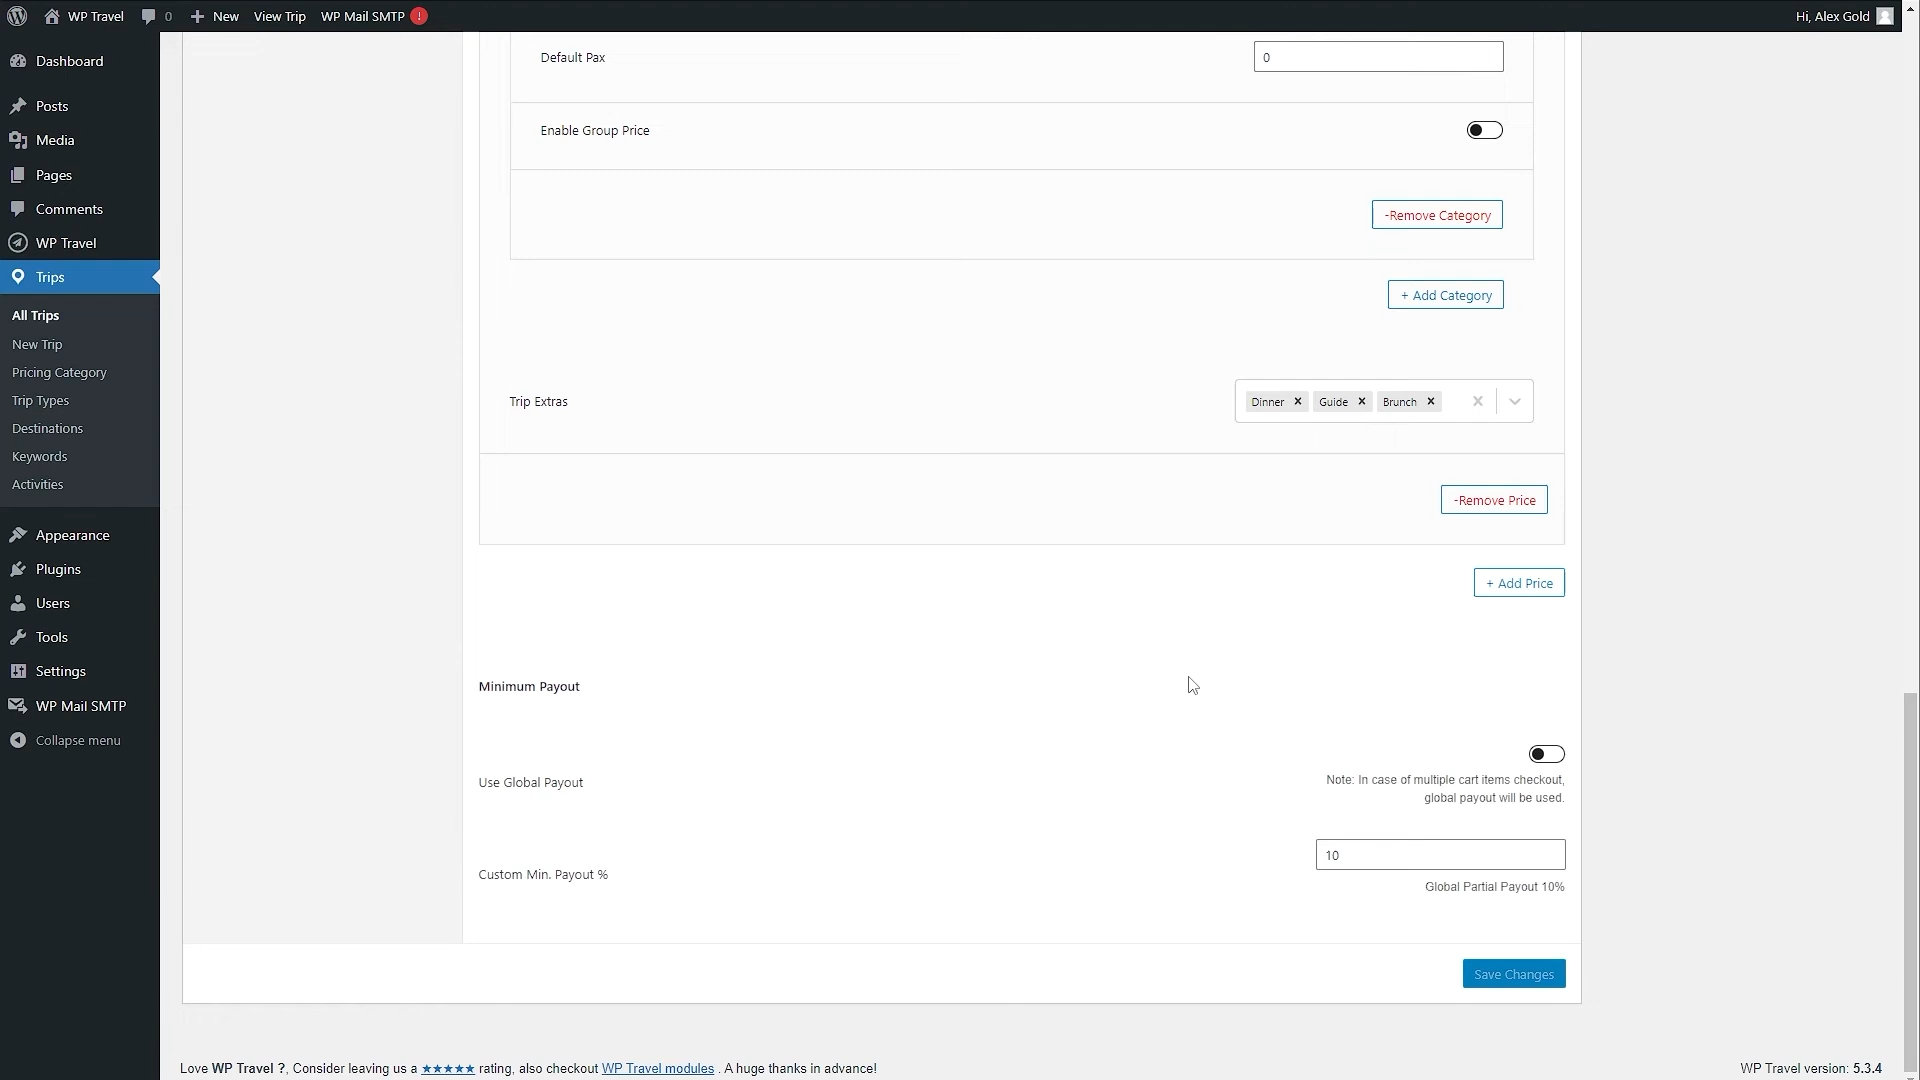 WP Travel 0 New View Trip WP Mail SMTP ! Hi, Alex Gold
Dashboard
Posts
Media
Pages
Comments
WP Travel
Trips
All Trips
New Trip
Pricing Category
Trip Types
Destinations
Keywords
Activities
Appearance
Plugins
Users
Tools
Settings
WP Mail SMTP
Collapse menu
Default Pax 0
Enable Group Price
-Remove Category
+ Add Category
Trip Extras Dinner × Guide × Brunch ×
-Remove Price
+ Add Price
Minimum Payout
Use Global Payout
Note: In case of multiple cart items checkout,
global payout will be used.
Custom Min. Payout % 10
Global Partial Payout 10%
Save Changes
Love WP Travel ?, Consider leaving us a ★★★★★ rating, also checkout WP Travel modules . A huge thanks in advance! WP Travel version: 5.3.4